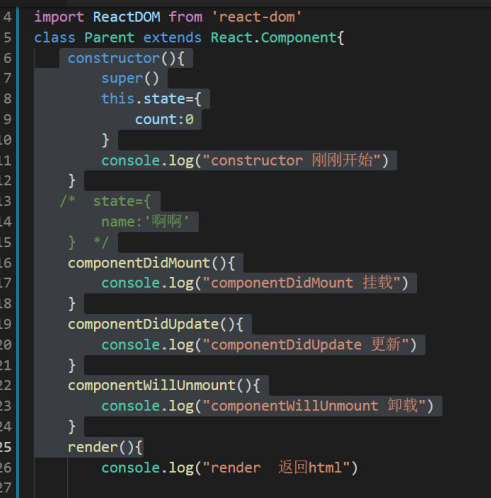 4 import ReactDOM from 'react-dom'
5 class Parent extends React.Component{
6 constructor(){
7 super()
8 this.state={
9 count:0
10 }
11 console.log("constructor 刚刚开始")
12 }
13 /* state={
14 name:'啊啊'
15 } */
16 componentDidMount(){
17 console.log("componentDidMount 挂载")
18 }
19 componentDidUpdate(){
20 console.log("componentDidUpdate 更新")
21 }
22 componentWillUnmount(){
23 console.log("componentWillUnmount 卸载")
24 }
25 render(){
26 console.log("render  返回html")
27